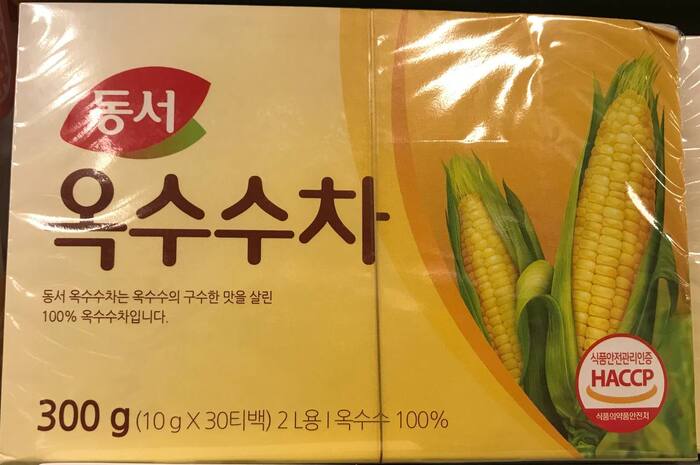 동서
옥수수차
동서 옥수수차는 옥수수의 구수한 맛을 살린
100% 옥수수차입니다.
300 g (10 g X 30티백) 2 L용 | 옥수수 100%
식품안전관리인증
HACCP
식품의약품안전처